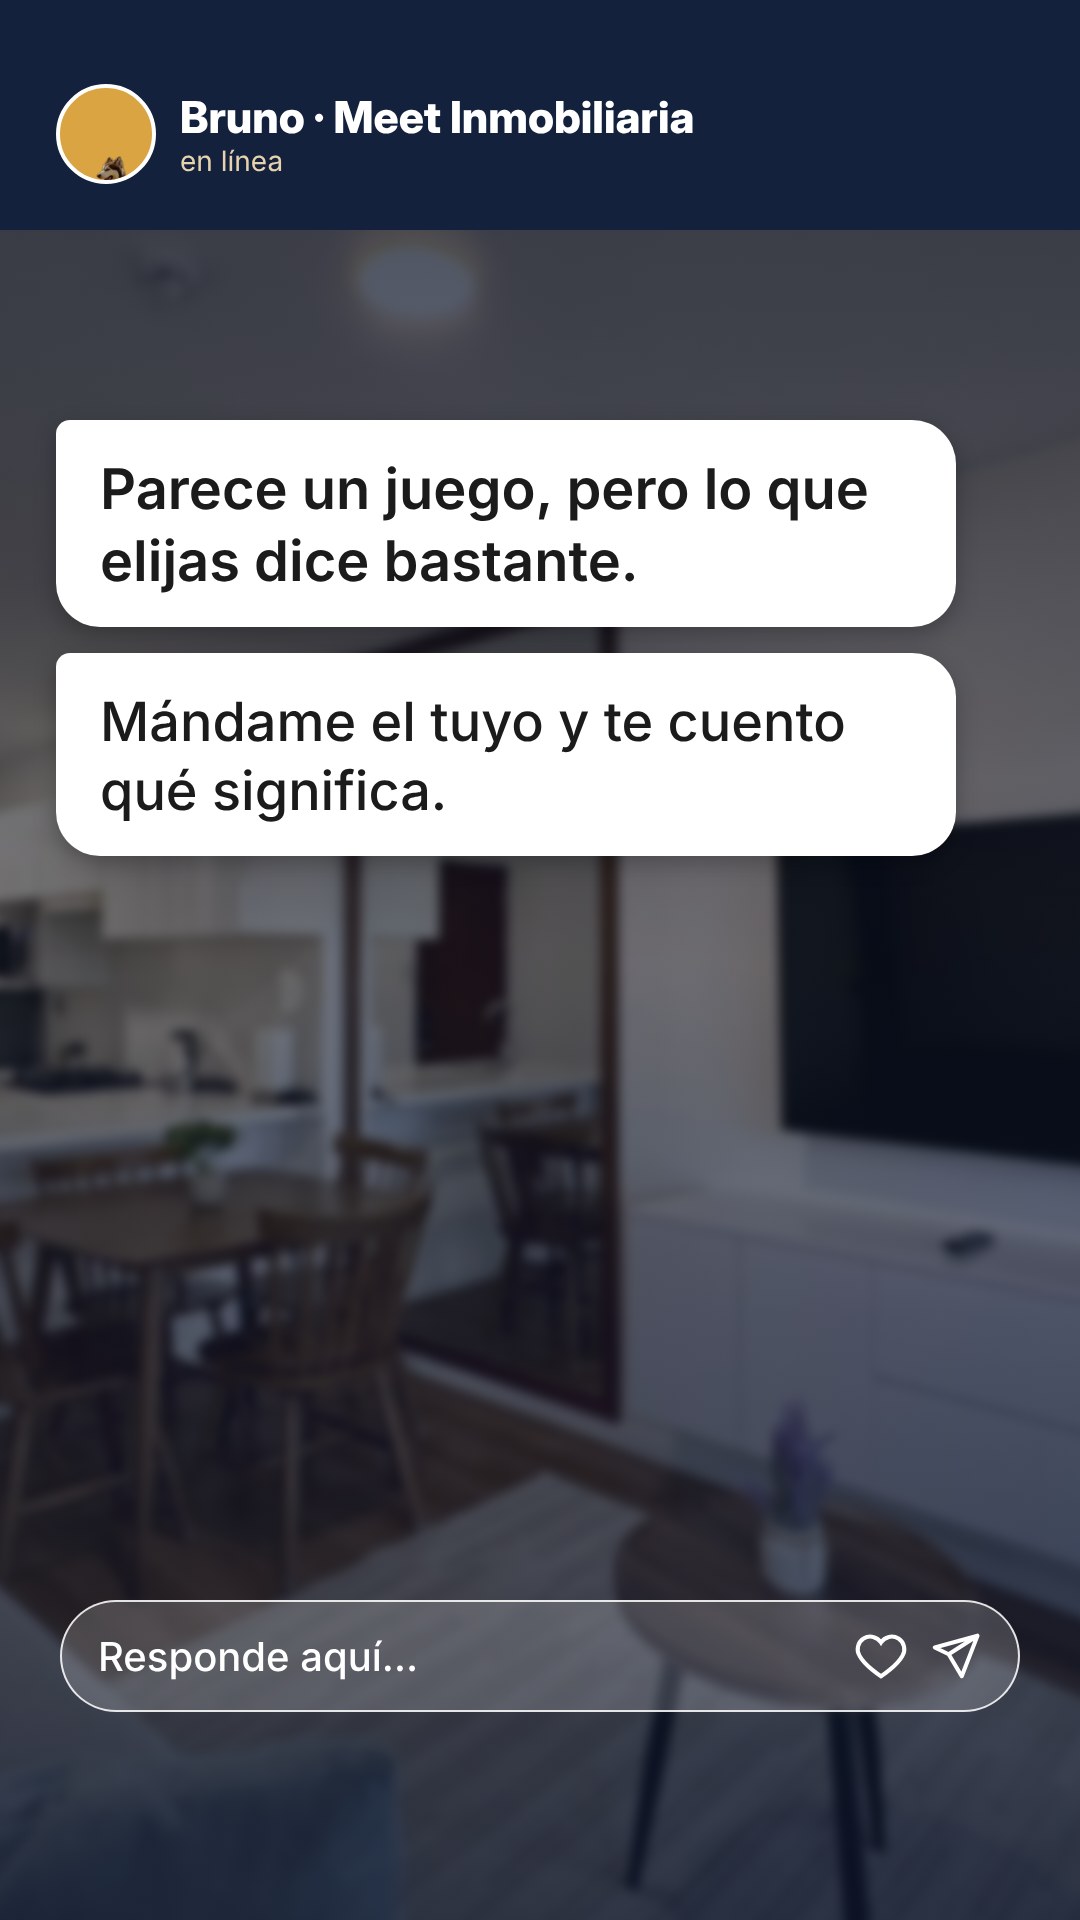 Bruno · Meet Inmobiliaria
en línea
Parece un juego, pero lo que
elijas dice bastante.
Mándame el tuyo y te cuento
qué significa.
Responde aquí...